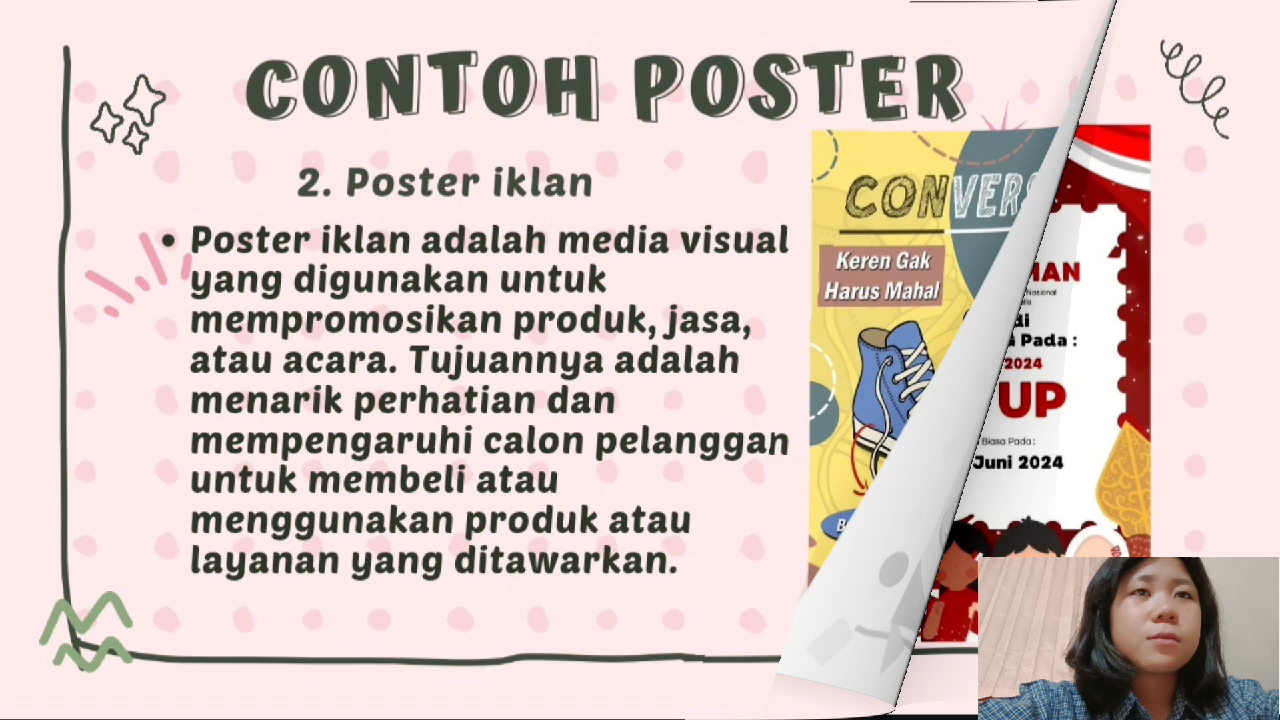 CONTOH POSTER
2. Poster iklan
• Poster iklan adalah media visual
yang digunakan untuk
mempromosikan produk, jasa,
atau acara. Tujuannya adalah
menarik perhatian dan
mempengaruhi calon pelanggan
untuk membeli atau
menggunakan produk atau
layanan yang ditawarkan.
Keren Gak
Harus Mahal
Pada :
2024
UP
Biasa Pada :
Juni 2024